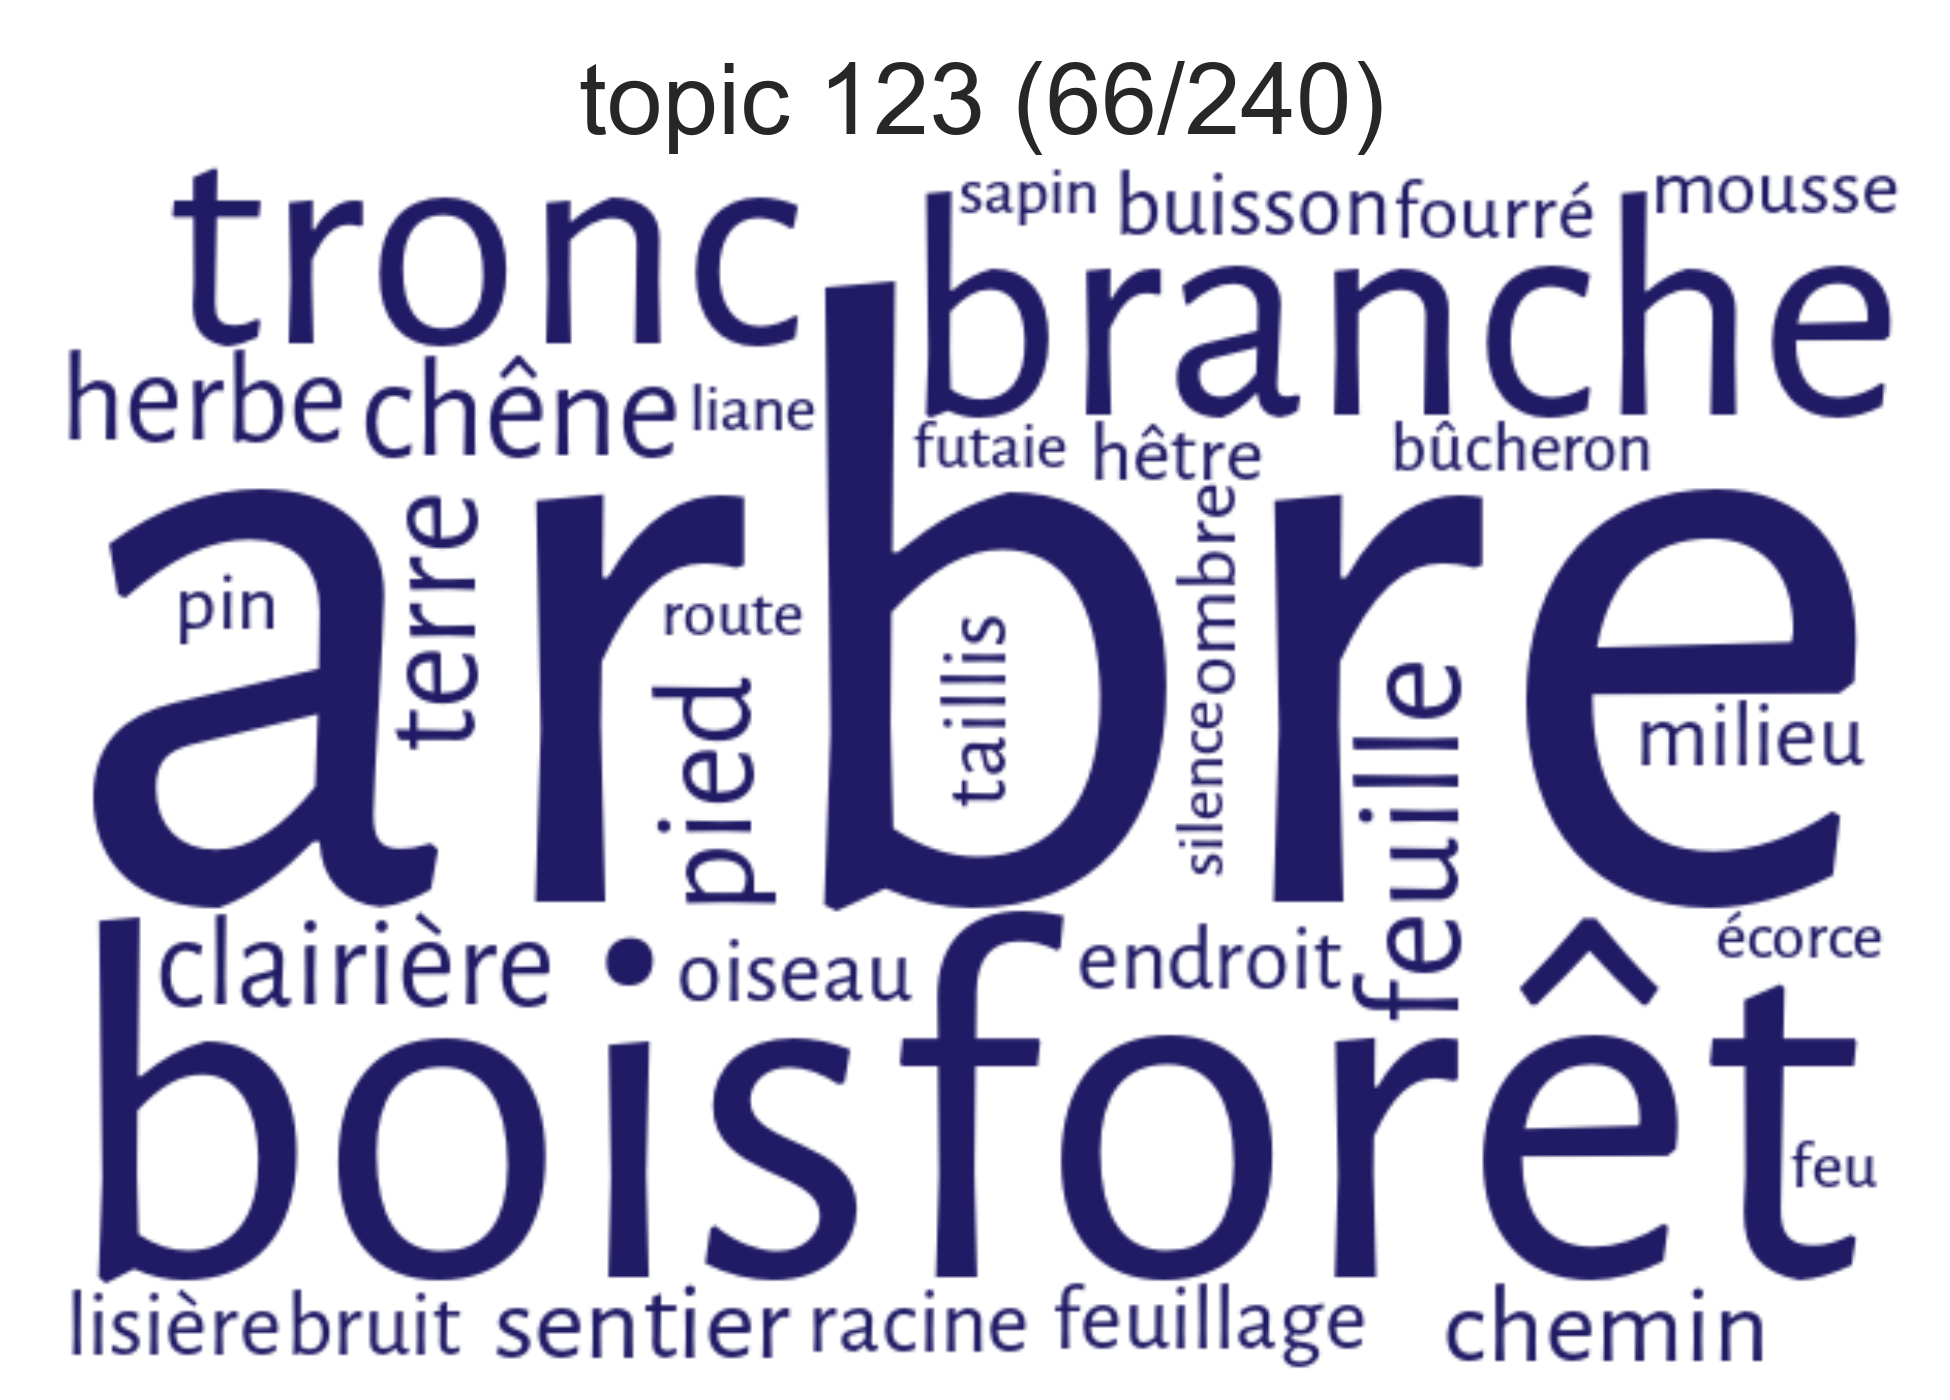 topic 123 (66/240)
tronc
sapin
buisson
fourré
mousse
branche
herbe
chêne
liane
futaie
hêtre
bûcheron
arbre
terre
pin
route
pied
taillis
ombre
silence
feuille
milieu
clairière
oiseau
endroit
écorce
bois
forêt
feu
lisière
bruit
sentier
racine
feuillage
chemin